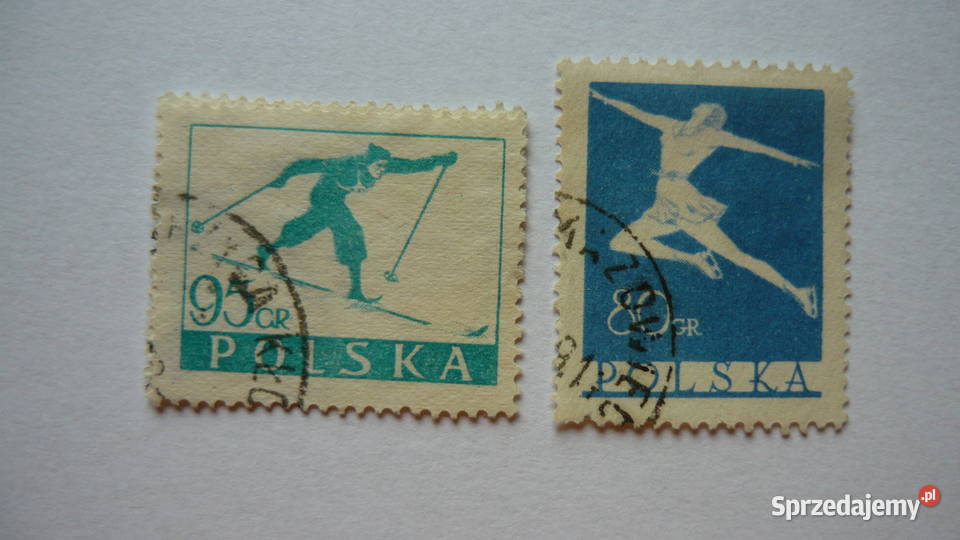 95 GR
POLSKA
80 GR
POLSKA
Sprzedajemy.pl